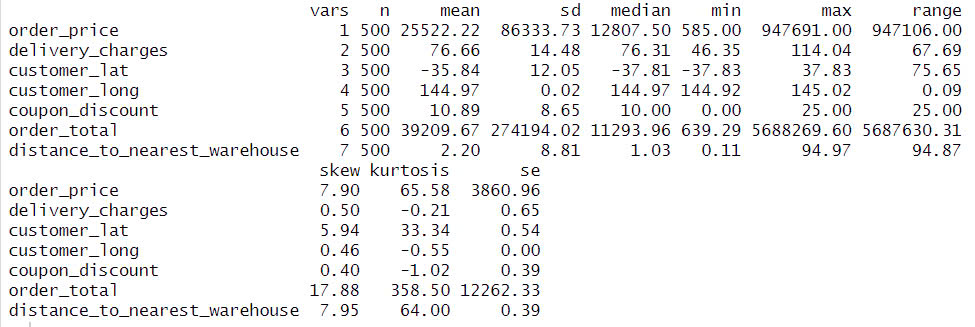 vars n mean sd median min max range
order_price 1 500 25522.22 86333.73 12807.50 585.00 947691.00 947106.00
delivery_charges 2 500 76.66 14.48 76.31 46.35 114.04 67.69
customer_lat 3 500 -35.84 12.05 -37.81 -37.83 37.83 75.65
customer_long 4 500 144.97 0.02 144.97 144.92 145.02 0.09
coupon_discount 5 500 10.89 8.65 10.00 0.00 25.00 25.00
order_total 6 500 39209.67 274194.02 11293.96 639.29 5688269.60 5687630.31
distance_to_nearest_warehouse 7 500 2.20 8.81 1.03 0.11 94.97 94.87
skew kurtosis se
order_price 7.90 65.58 3860.96
delivery_charges 0.50 -0.21 0.65
customer_lat 5.94 33.34 0.54
customer_long 0.46 -0.55 0.00
coupon_discount 0.40 -1.02 0.39
order_total 17.88 358.50 12262.33
distance_to_nearest_warehouse 7.95 64.00 0.39